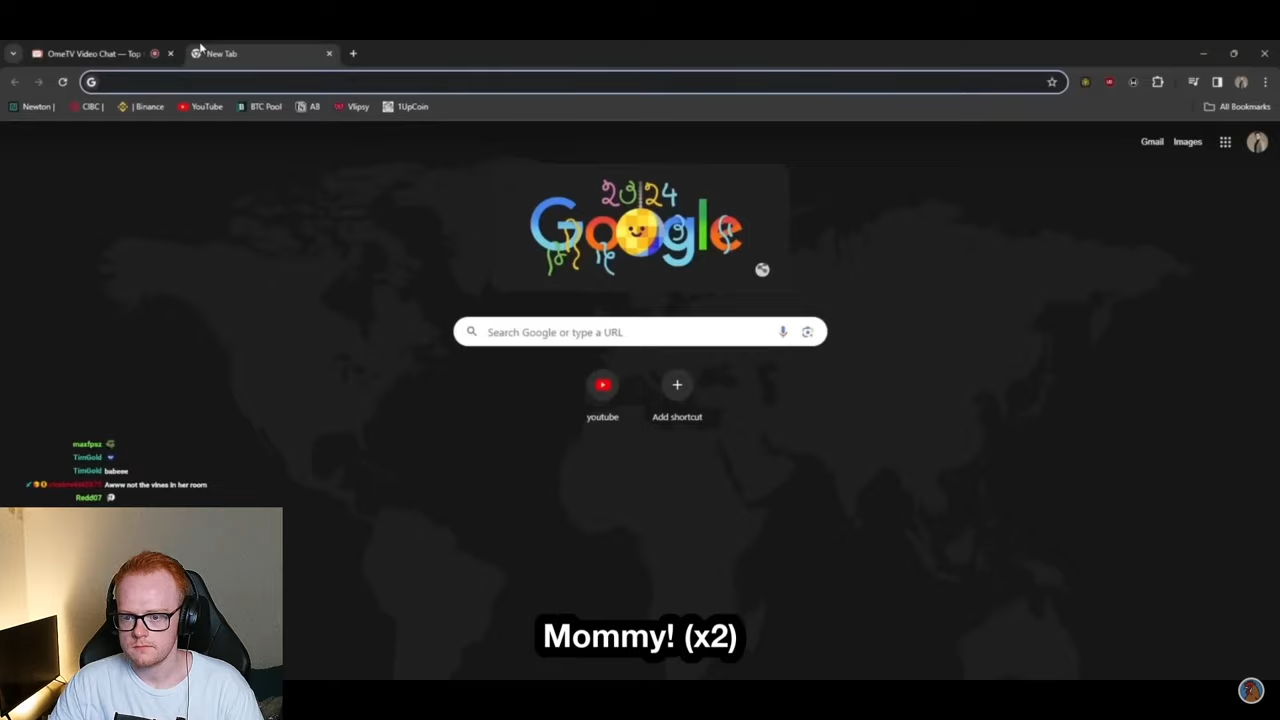 OmeTV Video Chat — Top
New Tab
Newton |
CIBC |
| Binance
YouTube
BTC Pool
AB
Vlipsy
1UpCoin
All Bookmarks
Gmail
Images
2024
Google
Search Google or type a URL
youtube
Add shortcut
maxfpsz
TimGold
TimGold babeee
Awww not the vines in her room
Redd07
Mommy! (x2)